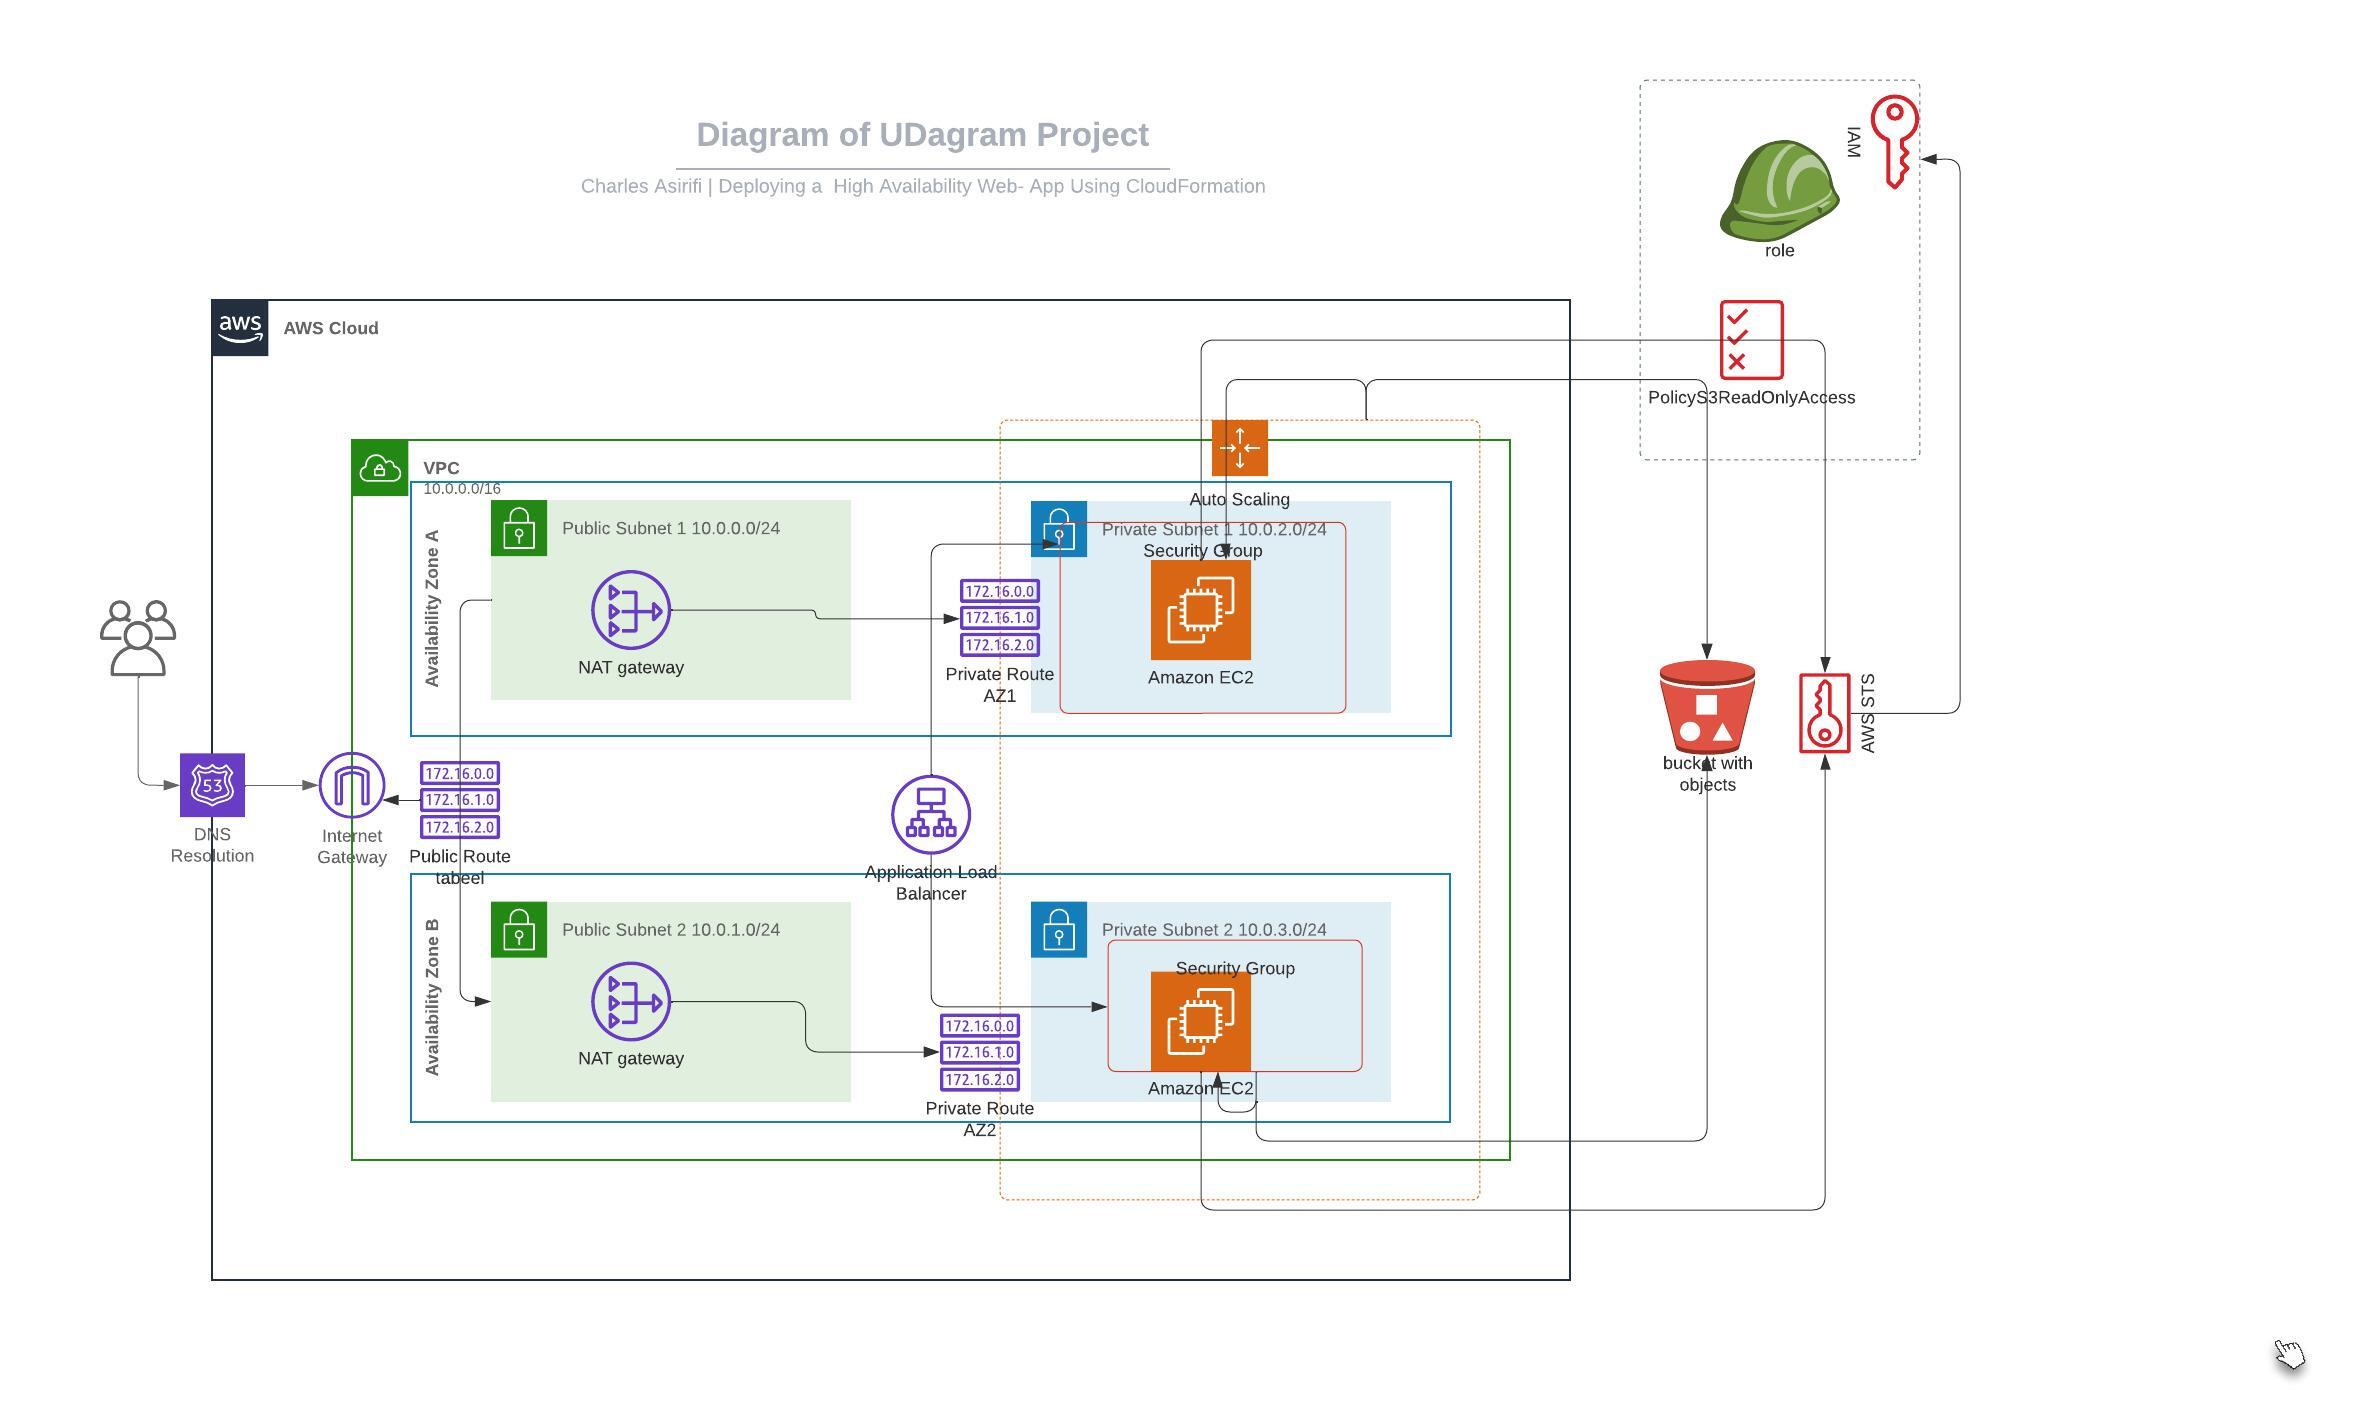 Diagram of UDagram Project
Charles Asirifi | Deploying a  High Availability Web- App Using CloudFormation
IAM
role
PolicyS3ReadOnlyAccess
aws
AWS Cloud
VPC
10.0.0.0/16
Auto Scaling
Availability Zone A
Public Subnet 1 10.0.0.0/24
NAT gateway
Private Subnet 1 10.0.2.0/24
Security Group
172.16.0.0
172.16.1.0
172.16.2.0
Private Route
AZ1
Amazon EC2
53
DNS
Resolution
Internet
Gateway
172.16.0.0
172.16.1.0
172.16.2.0
Public Route
tabeel
Application Load
Balancer
bucket with
objects
AWS STS
Availability Zone B
Public Subnet 2 10.0.1.0/24
NAT gateway
Private Subnet 2 10.0.3.0/24
Security Group
172.16.0.0
172.16.1.0
172.16.2.0
Private Route
AZ2
Amazon EC2